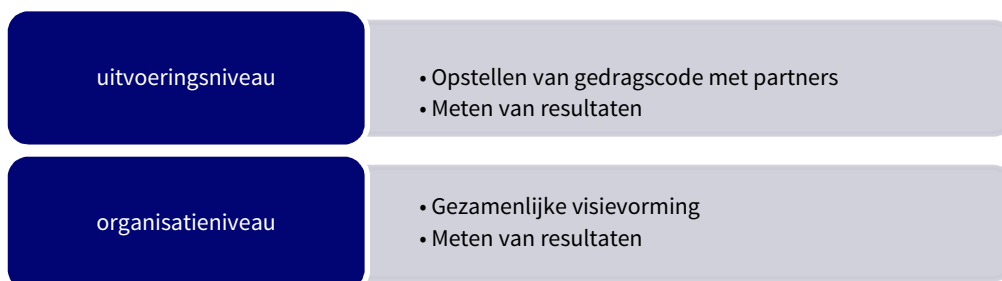 uitvoeringsniveau
• Opstellen van gedragscode met partners
• Meten van resultaten
organisatieniveau
• Gezamenlijke visievorming
• Meten van resultaten